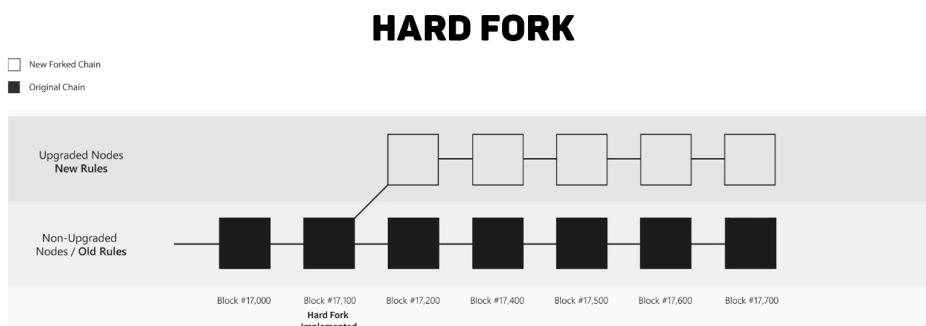 HARD FORK
New Forked Chain
Original Chain
Upgraded Nodes
New Rules
Non-Upgraded
Nodes / Old Rules
Block #17,000
Block #17,100
Block #17,200
Block #17,400
Block #17,500
Block #17,600
Block #17,700
Hard Fork
Implemented